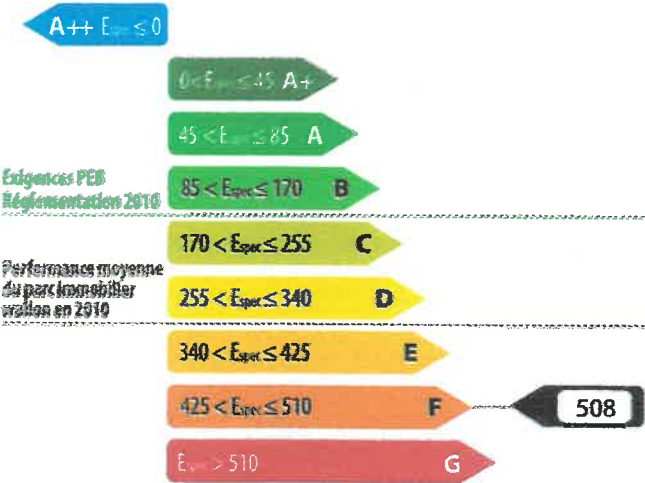 A++ Espec ≤ 0
0 < Espec ≤ 45 A+
45 < Espec ≤ 85 A
Exigences PEB
Réglementation 2010
85 < Espec ≤ 170 B
170 < Espec ≤ 255 C
Performance moyenne
du parc immobilier
wallon en 2010
255 < Espec ≤ 340 D
340 < Espec ≤ 425 E
425 < Espec ≤ 510 F
508
Espec > 510 G